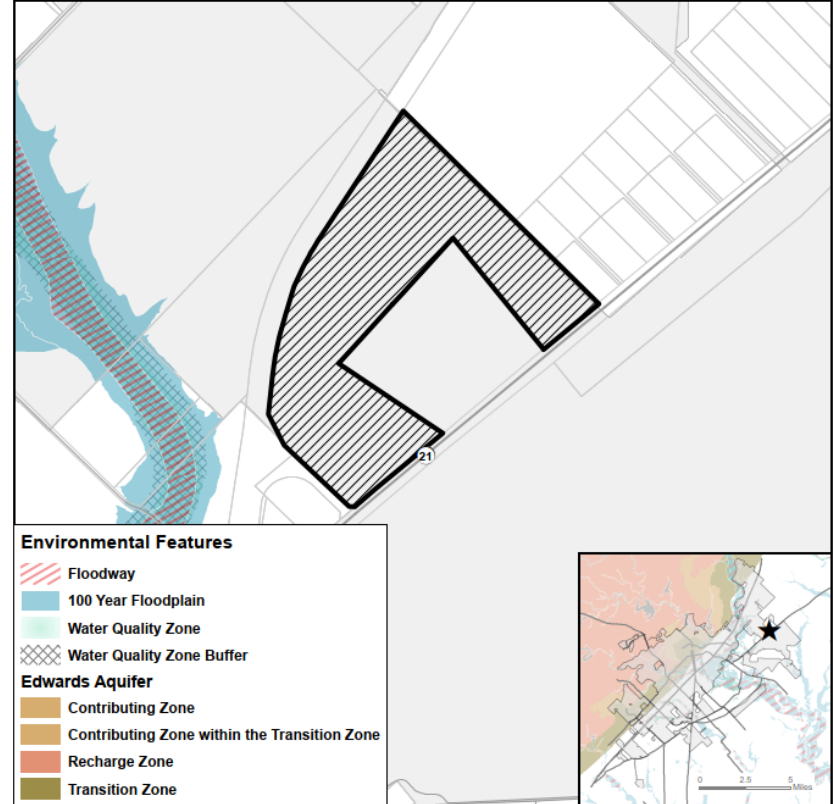 21
Environmental Features
Floodway
100 Year Floodplain
Water Quality Zone
Water Quality Zone Buffer
Edwards Aquifer
Contributing Zone
Contributing Zone within the Transition Zone
Recharge Zone
Transition Zone
0 2.5 5
Miles